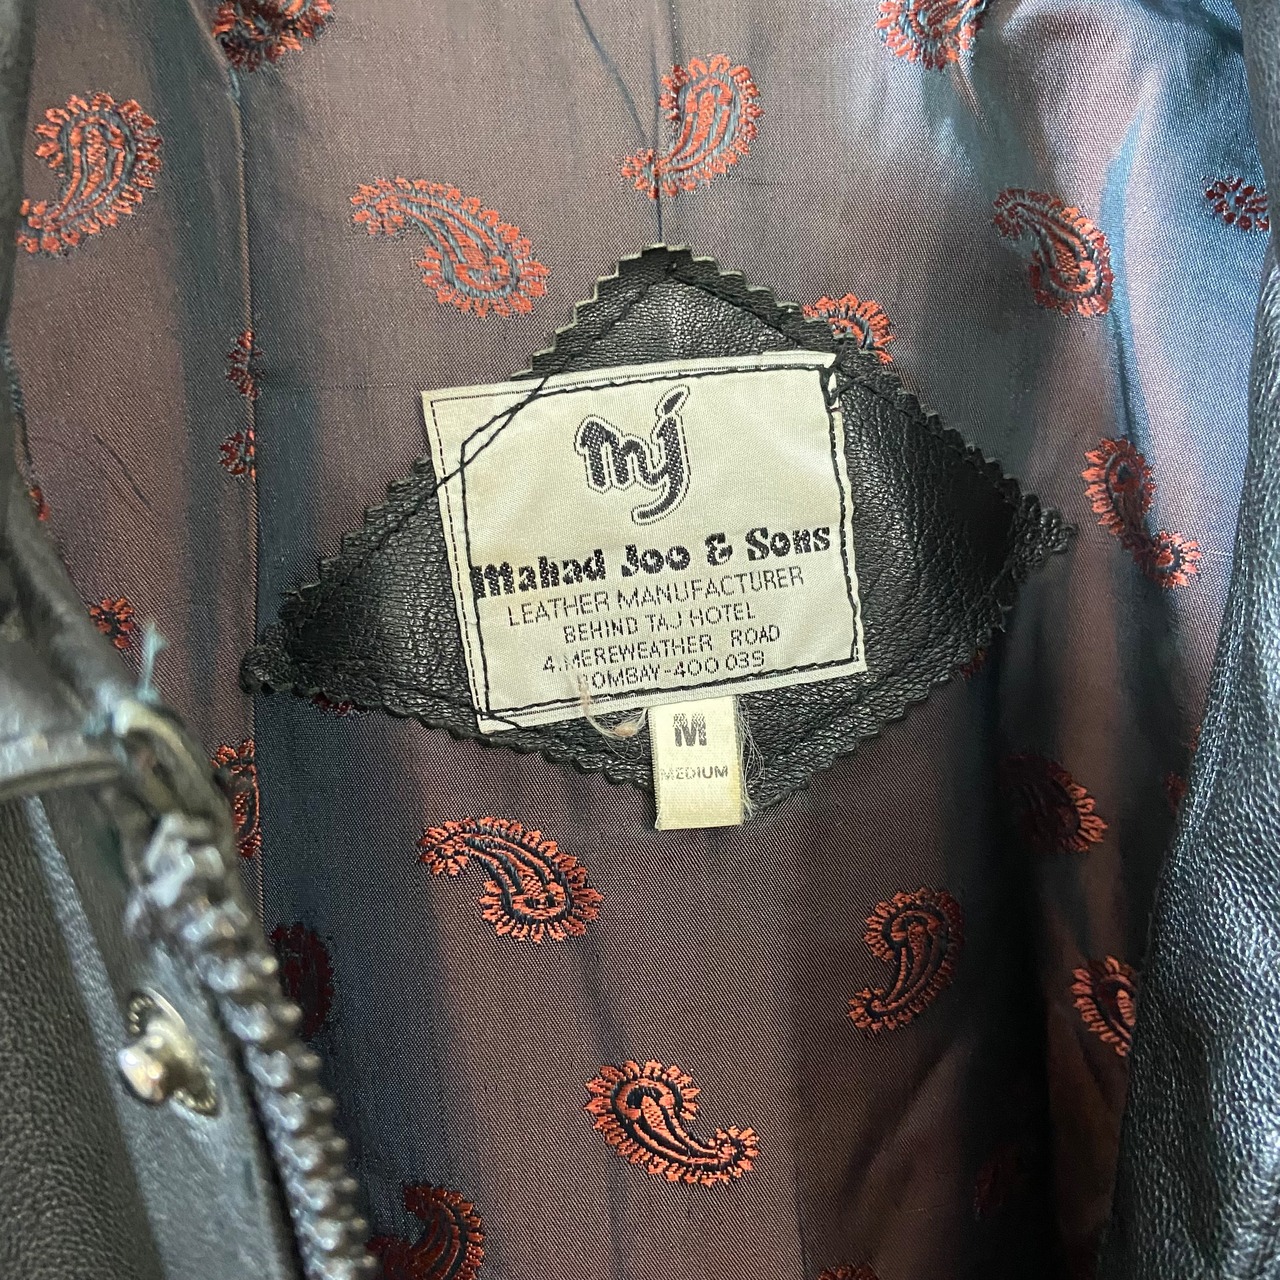 mj
Mahad Joo & Sons
LEATHER MANUFACTURER
BEHIND TAJ HOTEL
4, MEREWEATHER ROAD
BOMBAY-400 039
M
MEDIUM